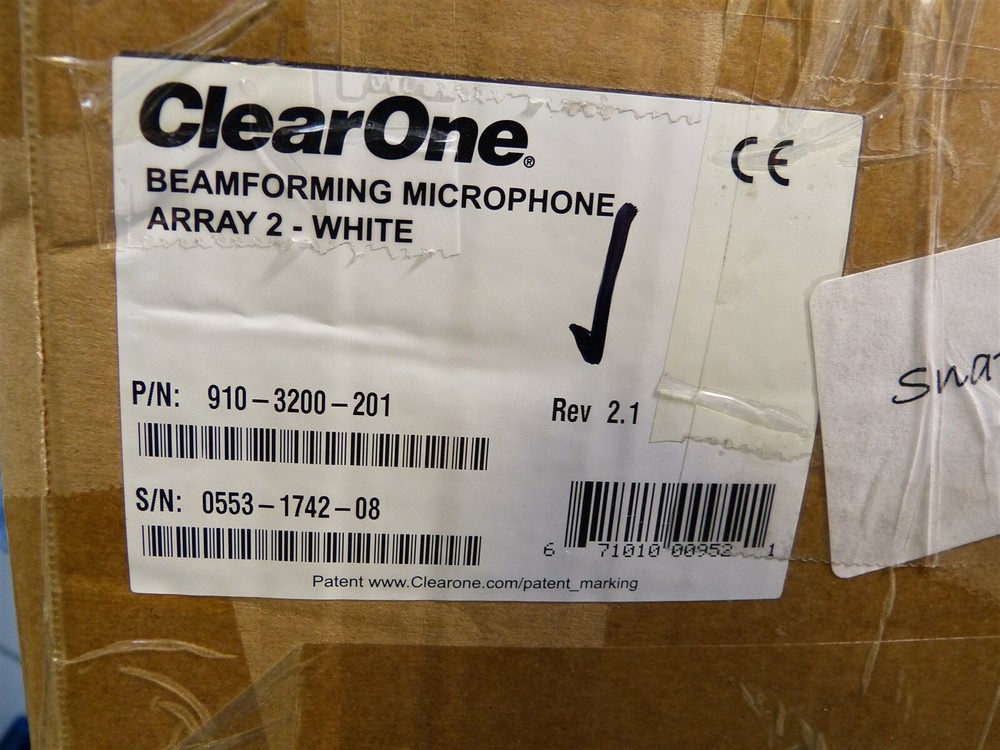 ClearOne®
CE
BEAMFORMING MICROPHONE
ARRAY 2 - WHITE
P/N: 910-3200-201
Rev 2.1
S/N: 0553-1742-08
6 71010 00952 1
Patent www.Clearone.com/patent_marking